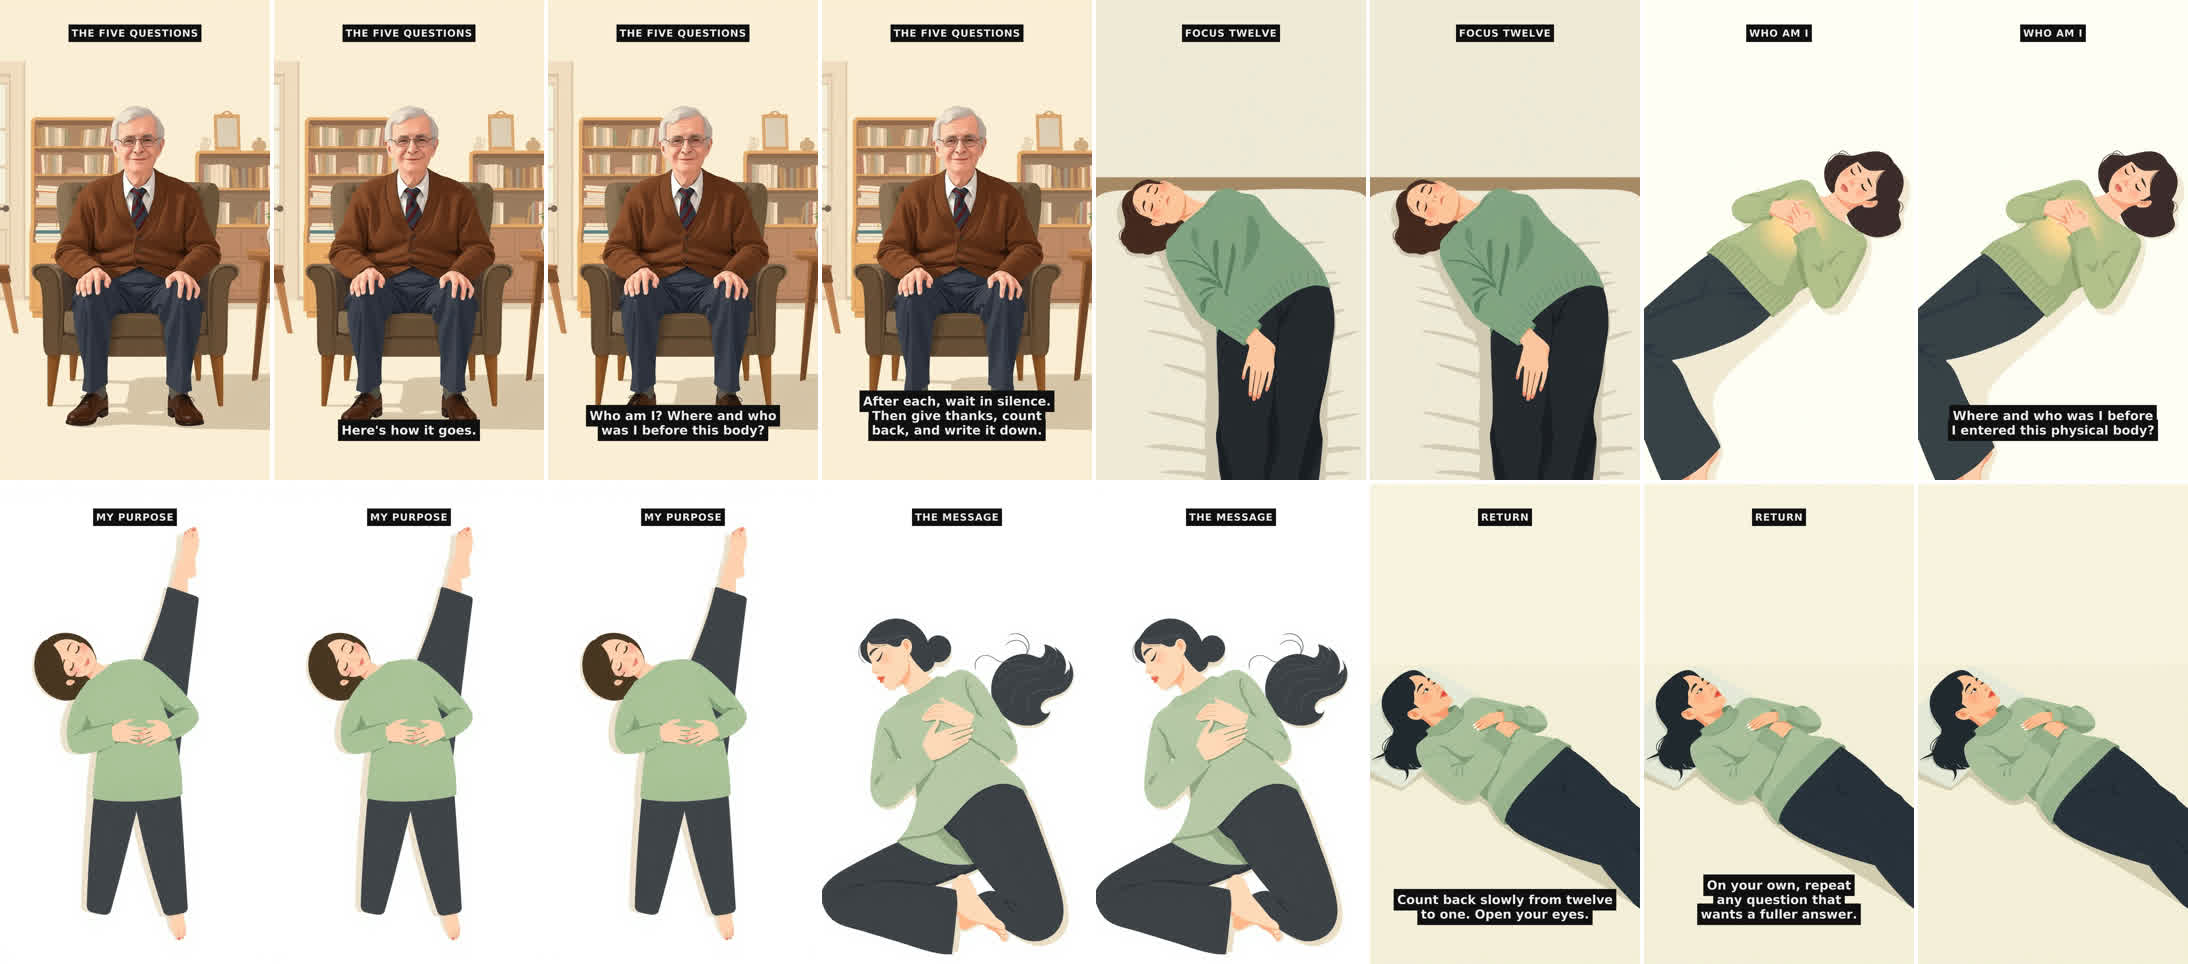 THE FIVE QUESTIONS
THE FIVE QUESTIONS
Here's how it goes.
THE FIVE QUESTIONS
Who am I? Where and who
was I before this body?
THE FIVE QUESTIONS
After each, wait in silence.
Then give thanks, count
back, and write it down.
FOCUS TWELVE
FOCUS TWELVE
WHO AM I
WHO AM I
Where and who was I before
I entered this physical body?
MY PURPOSE
MY PURPOSE
MY PURPOSE
THE MESSAGE
THE MESSAGE
RETURN
Count back slowly from twelve
to one. Open your eyes.
RETURN
On your own, repeat
any question that
wants a fuller answer.